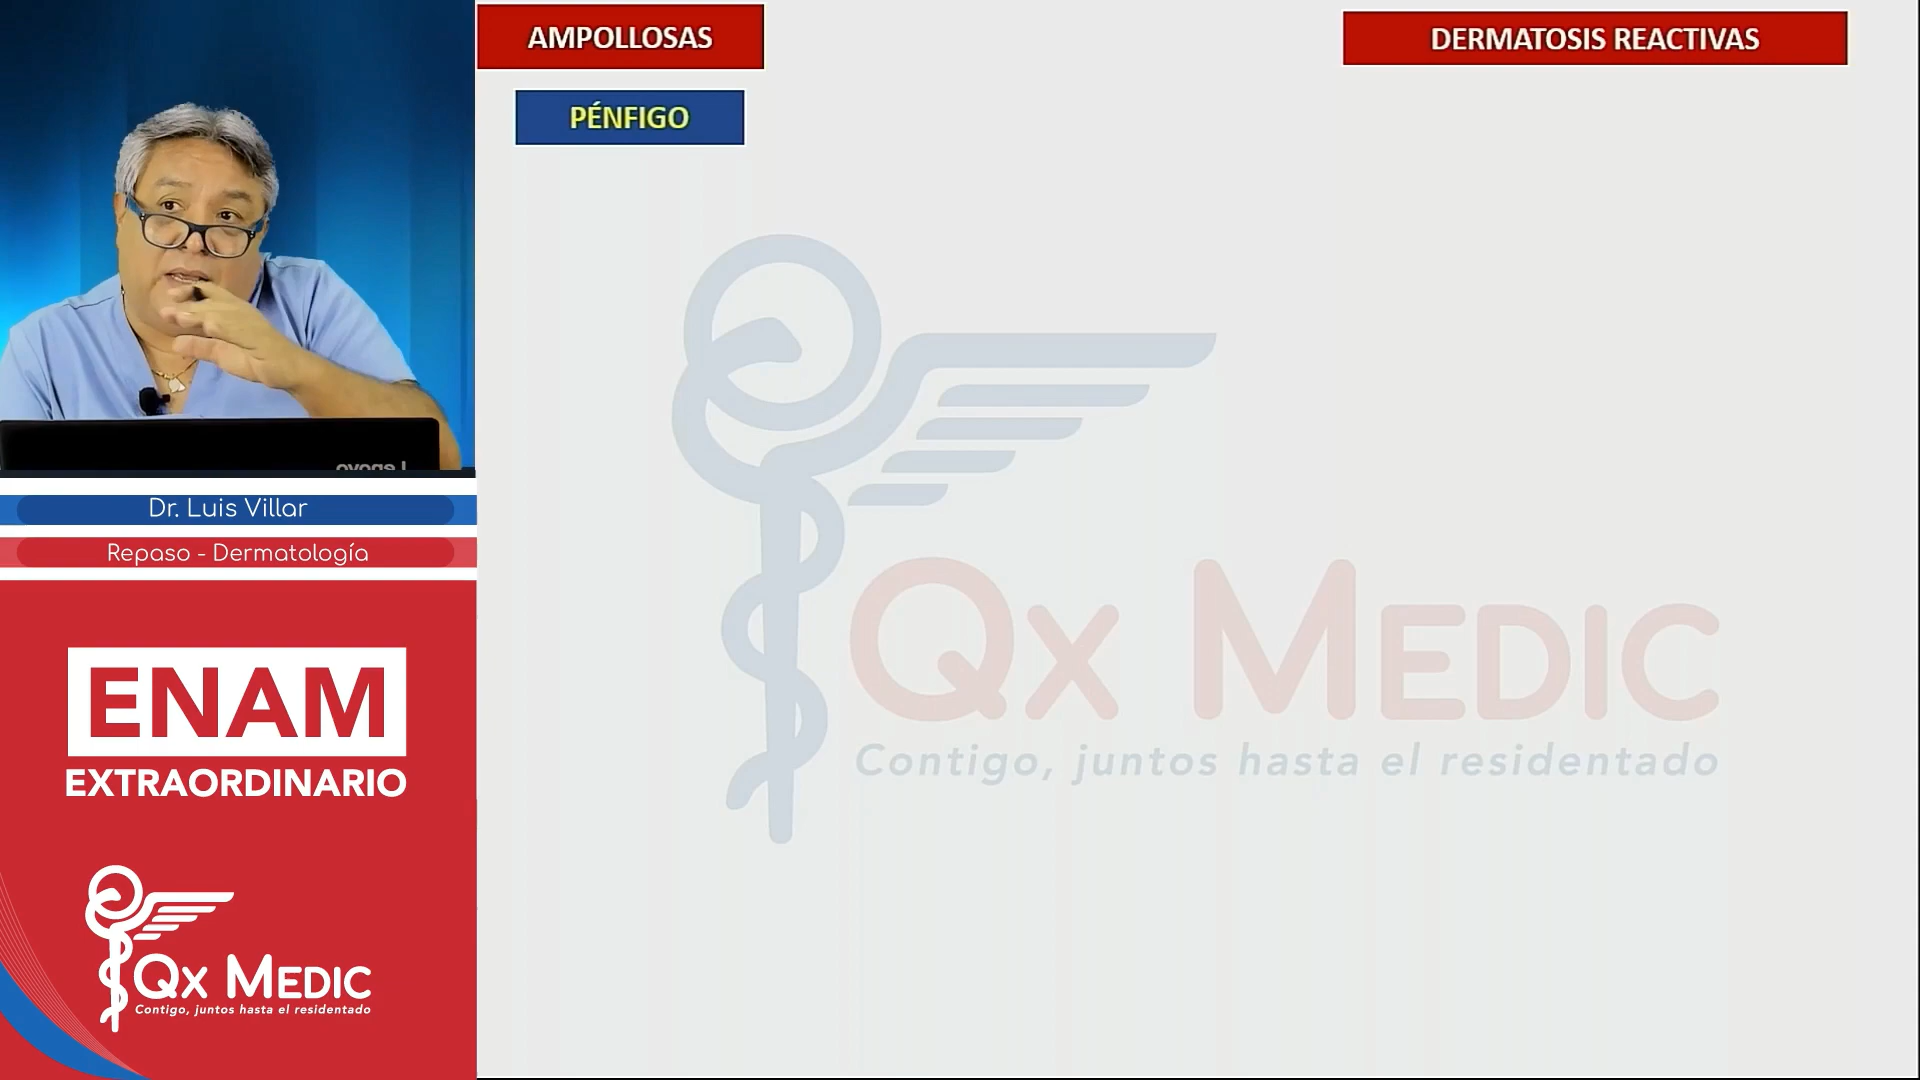 AMPOLLOSAS
DERMATOSIS REACTIVAS
PÉNFIGO
Lenovo
Dr. Luis Villar
Repaso - Dermatología
ENAM
EXTRAORDINARIO
Qx MEDIC
Contigo, juntos hasta el residentado
Qx MEDIC
Contigo, juntos hasta el residentado